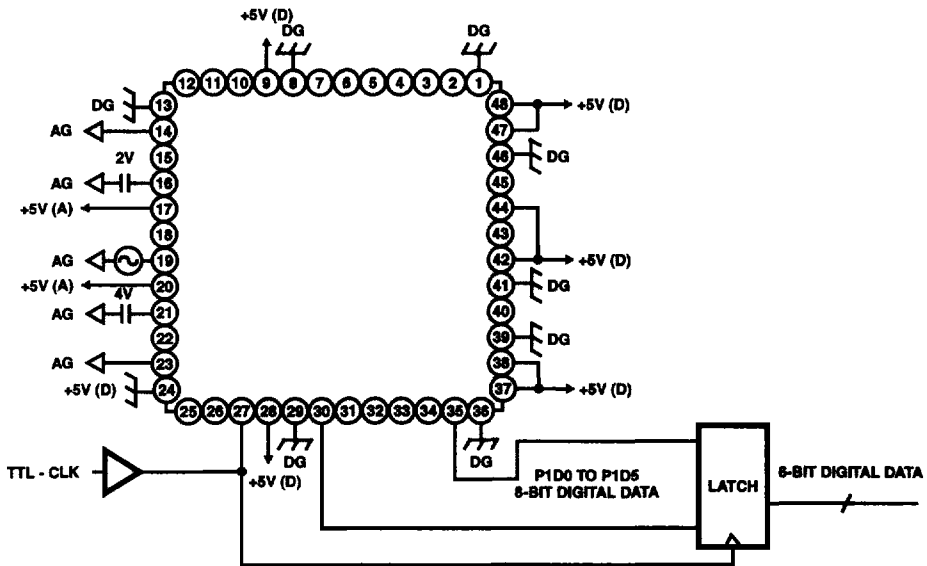 +5V (D)
DG
DG
12 11 10 9 8 7 6 5 4 3 2 1
DG 13
48 +5V (D)
AG 14
47
15
46 DG
2V
AG 16
45
+5V (A) 17
44
18
43
AG 19
42 +5V (D)
+5V (A) 20
41 DG
4V
AG 21
40
22
39 DG
AG 23
38
+5V (D) 24
37 +5V (D)
25 26 27 28 29 30 31 32 33 34 35 36
DG
DG
TTL - CLK
+5V (D)
P1D0 TO P1D5
6-BIT DIGITAL DATA
LATCH
6-BIT DIGITAL DATA